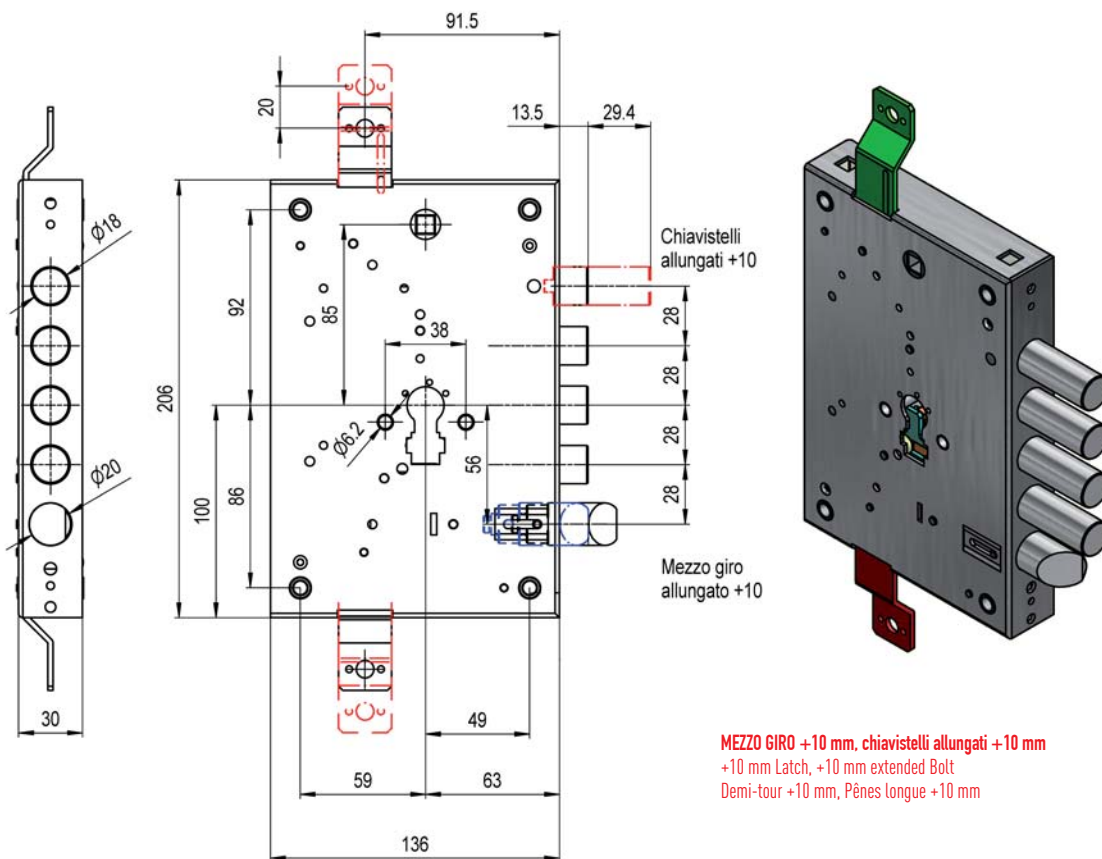 91.5
20
13.5
29.4
Ø18
Chiavistelli
allungati +10
92
85
28
38
28
206
Ø6.2
28
56
Ø20
100
86
28
Mezzo giro
allungato +10
30
49
59
63
136
MEZZO GIRO +10 mm, chiavistelli allungati +10 mm
+10 mm Latch, +10 mm extended Bolt
Demi-tour +10 mm, Pênes longue +10 mm